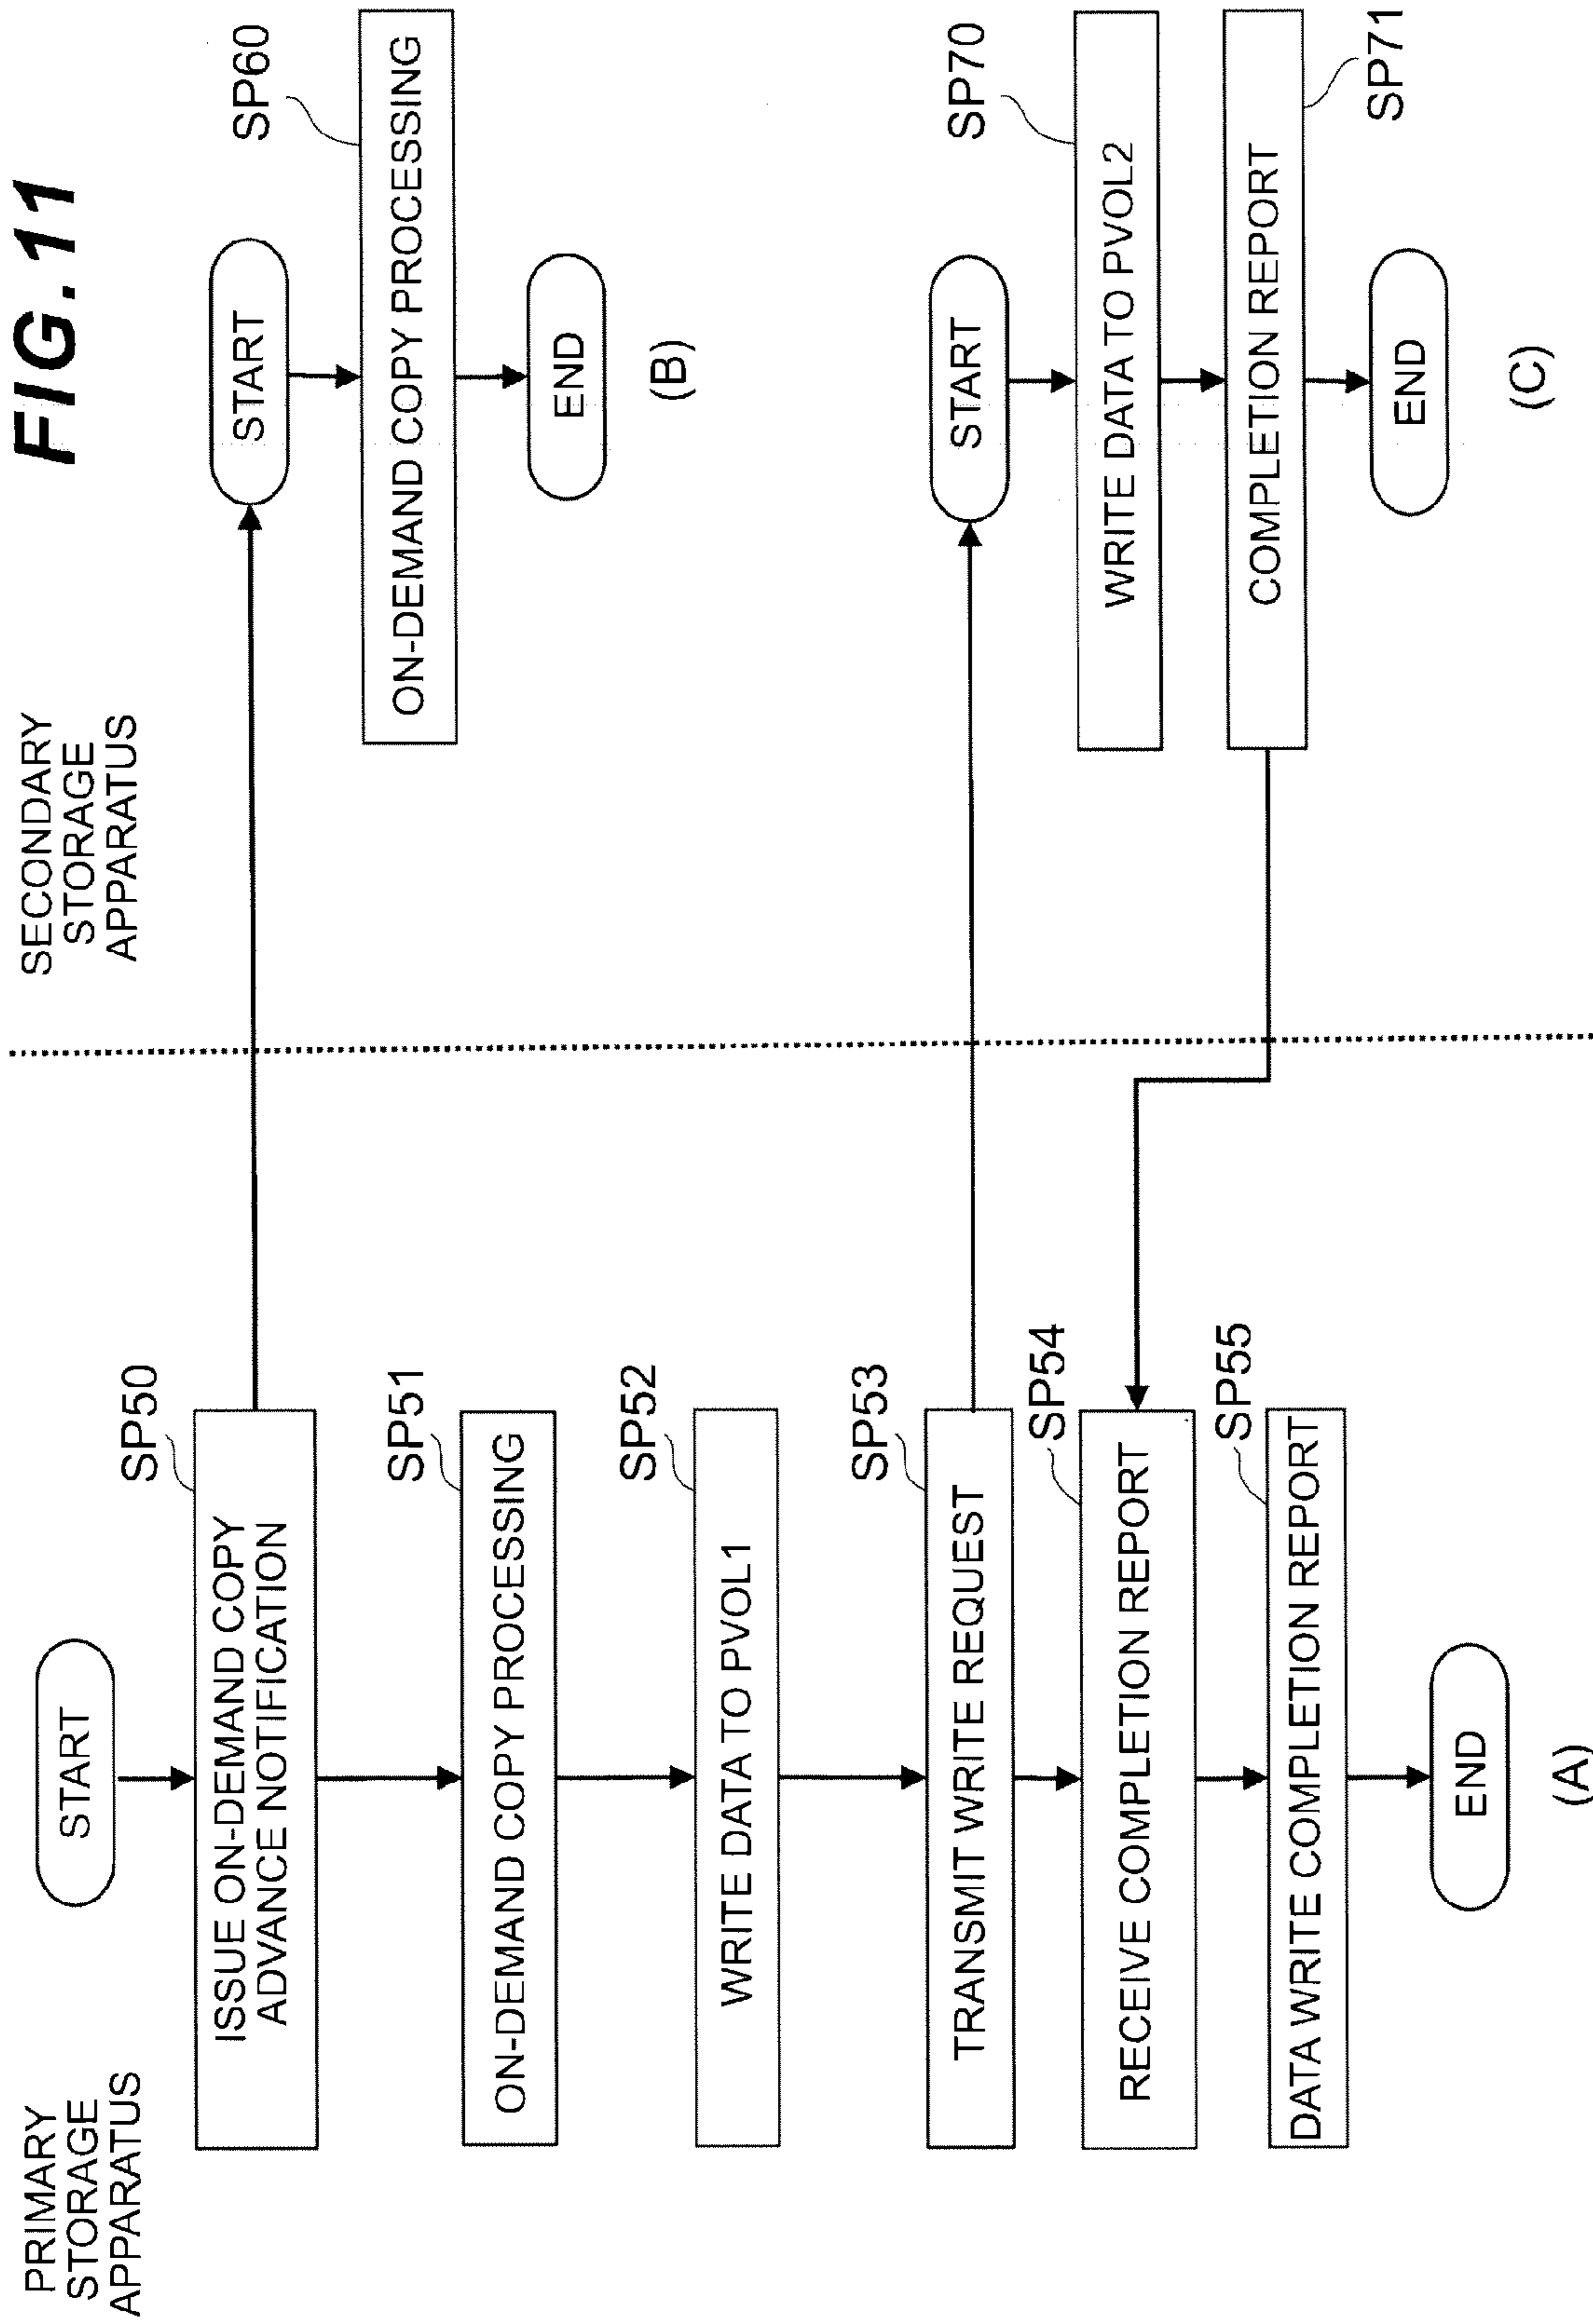 FIG.11
PRIMARY
STORAGE
APPARATUS
START
SP50
ISSUE ON-DEMAND COPY
ADVANCE NOTIFICATION
SP51
ON-DEMAND COPY PROCESSING
SP52
WRITE DATA TO PVOL1
SP53
TRANSMIT WRITE REQUEST
SP54
RECEIVE COMPLETION REPORT
SP55
DATA WRITE COMPLETION REPORT
END
(A)
SECONDARY
STORAGE
APPARATUS
START
SP60
ON-DEMAND COPY PROCESSING
END
(B)
START
SP70
WRITE DATA TO PVOL2
COMPLETION REPORT
SP71
END
(C)